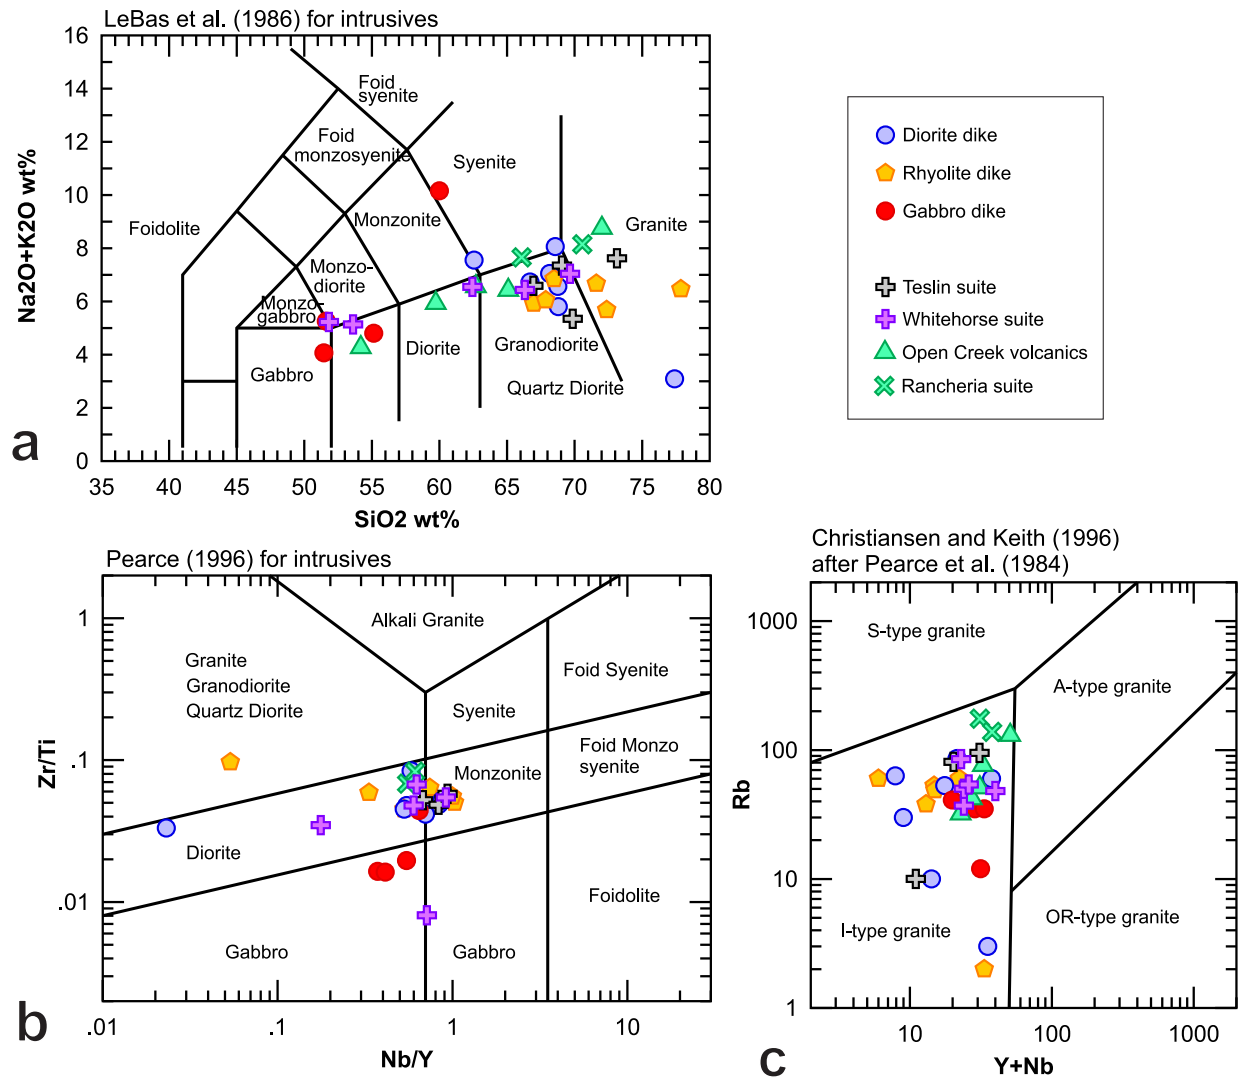 LeBas et al. (1986) for intrusives
Na2O+K2O wt%
16
14
12
10
8
6
4
2
0
Foid
syenite
Foid
monzosyenite
Syenite
Foidolite
Monzonite
Granite
Monzo-
diorite
Monzo-
gabbro
Gabbro
Diorite
Granodiorite
Quartz Diorite
35 40 45 50 55 60 65 70 75 80
SiO2 wt%
a
Diorite dike
Rhyolite dike
Gabbro dike
Teslin suite
Whitehorse suite
Open Creek volcanics
Rancheria suite
Pearce (1996) for intrusives
Zr/Ti
1
.1
.01
Alkali Granite
Granite
Granodiorite
Quartz Diorite
Syenite
Foid Syenite
Foid Monzo
syenite
Monzonite
Diorite
Foidolite
Gabbro
Gabbro
.01 .1 1 10
Nb/Y
b
Christiansen and Keith (1996)
after Pearce et al. (1984)
Rb
1000
100
10
1
S-type granite
A-type granite
I-type granite
OR-type granite
10 100 1000
Y+Nb
c